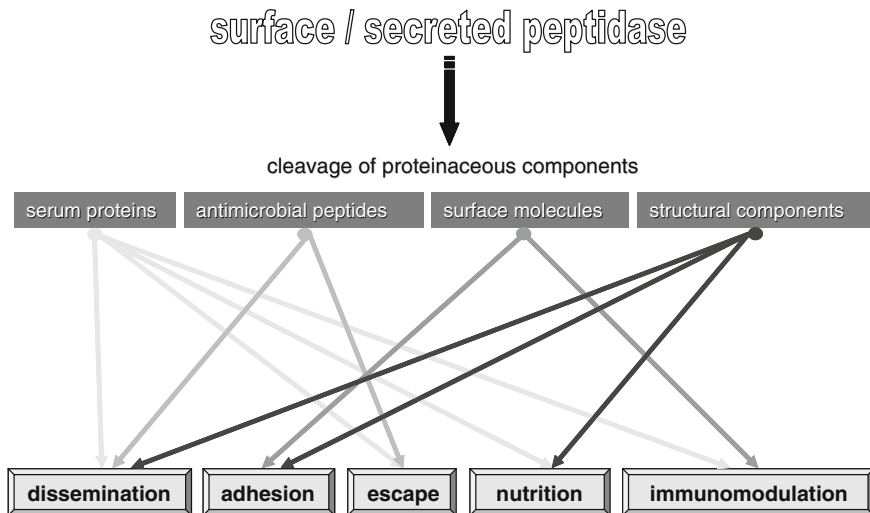 surface / secreted peptidase
cleavage of proteinaceous components
serum proteins antimicrobial peptides surface molecules structural components
dissemination adhesion escape nutrition immunomodulation